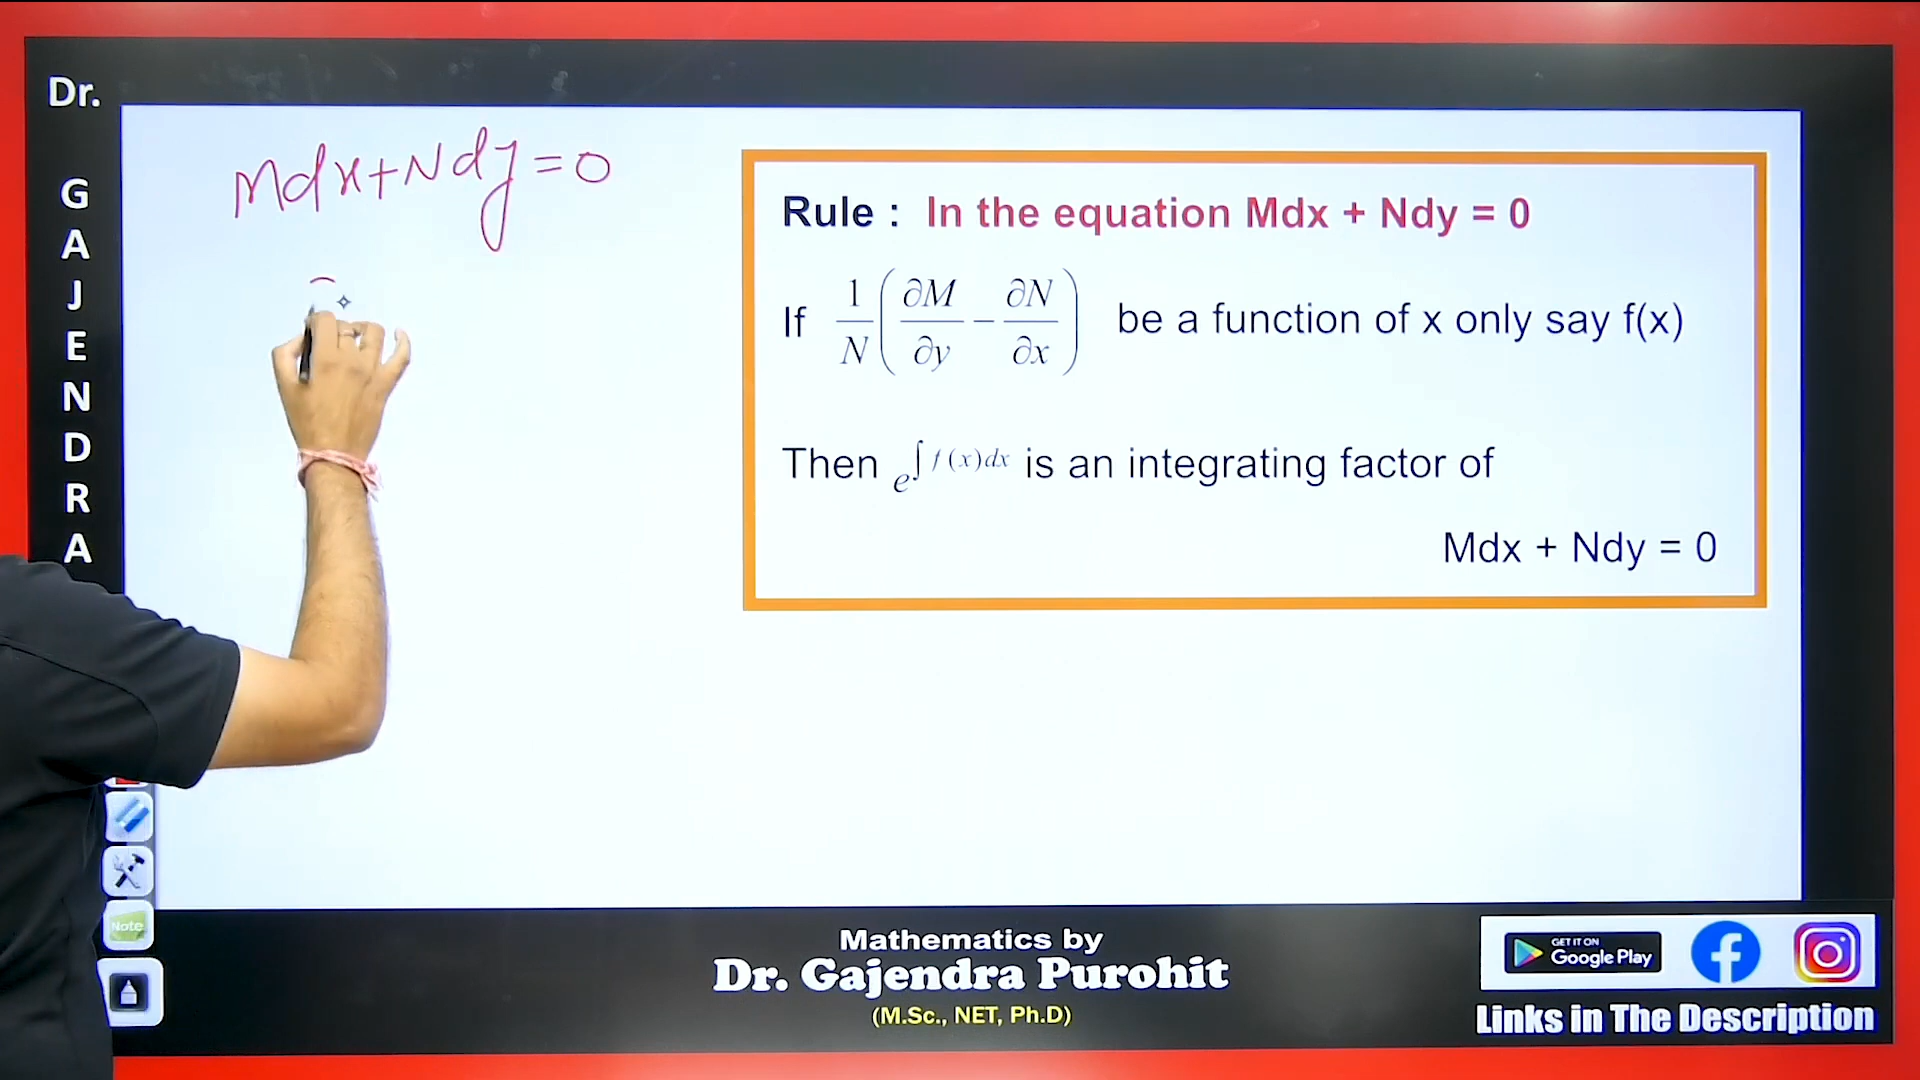 Dr.
GAJENDRA
Mdx+Ndy=0
Rule : In the equation Mdx + Ndy = 0
If 1/N (∂M/∂y − ∂N/∂x) be a function of x only say f(x)
Then e^∫f(x)dx is an integrating factor of
Mdx + Ndy = 0
Note
Mathematics by
Dr. Gajendra Purohit
(M.Sc., NET, Ph.D)
GET IT ON
Google Play
Links in The Description